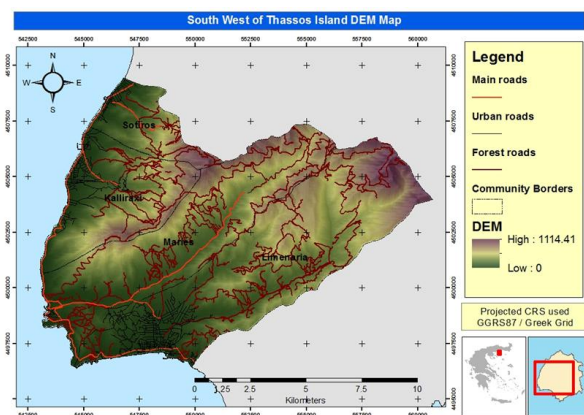 South West of Thassos Island DEM Map
542500 545000 547500 550000 552500 555000 557500 560000
N
W E
S
Sotiros
Kalliraxi
Maries
Limenaria
0 1.25 2.5 5 7.5 10
Kilometers
Legend
Main roads
Urban roads
Forest roads
Community Borders
DEM
High : 1114.41
Low : 0
Projected CRS used
GGRS87 / Greek Grid